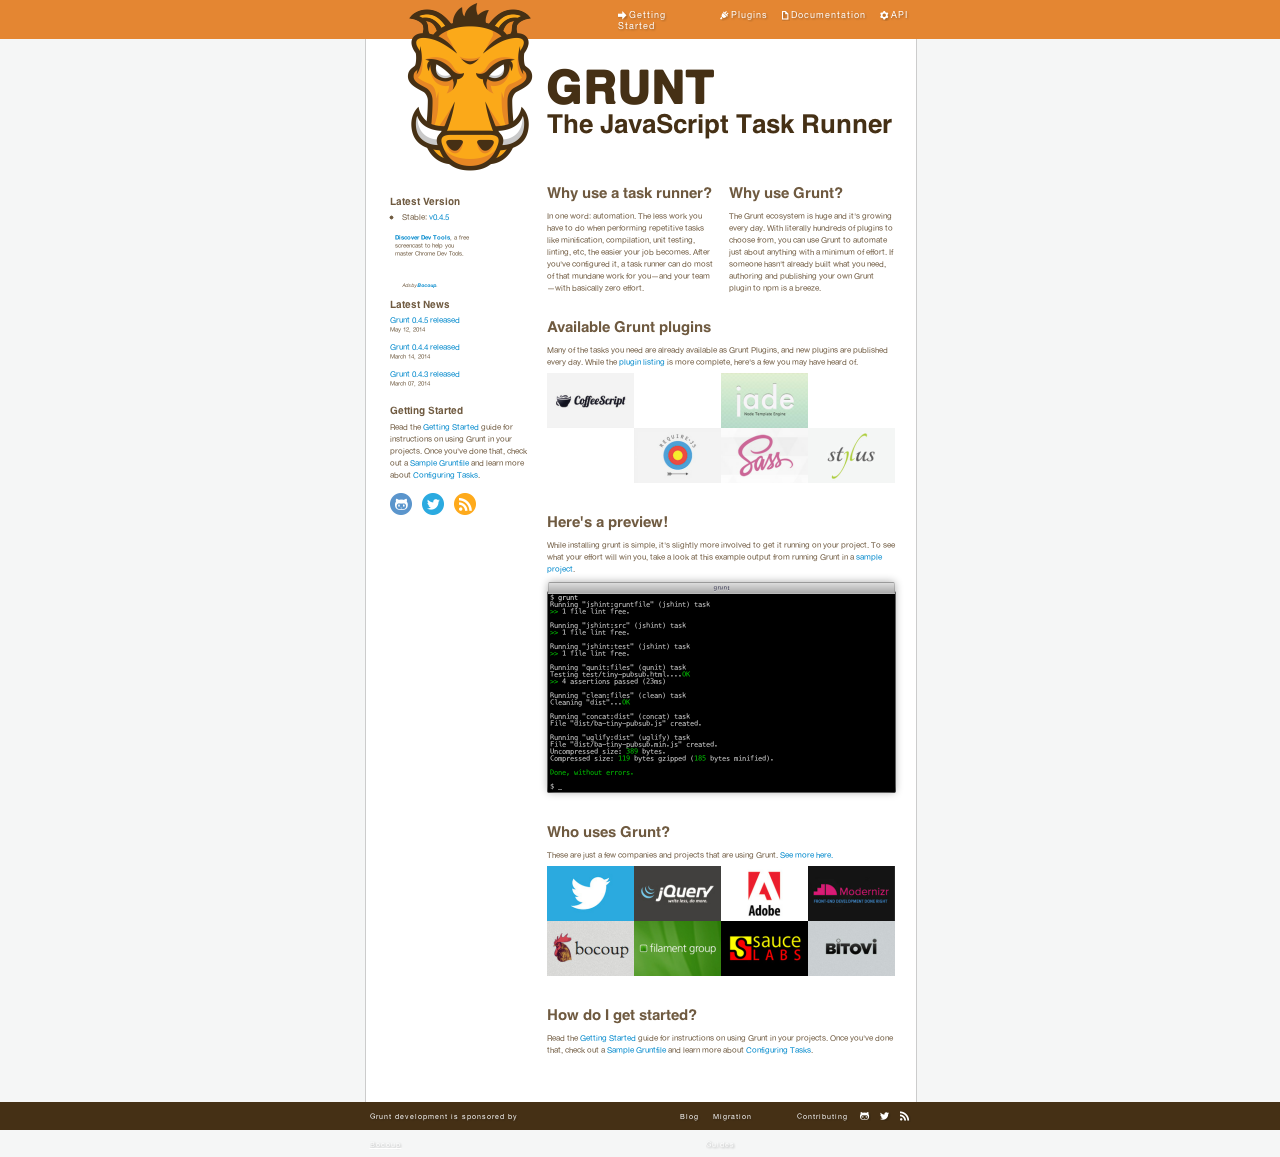 Getting Started
Plugins
Documentation
API
GRUNT
The JavaScript Task Runner
Latest Version
Stable: v0.4.5
Discover Dev Tools, a free
screencast to help you
master Chrome Dev Tools.
Ads by Bocoup.
Latest News
Grunt 0.4.5 released
May 12, 2014
Grunt 0.4.4 released
March 14, 2014
Grunt 0.4.3 released
March 07, 2014
Getting Started
Read the Getting Started guide for
instructions on using Grunt in your
projects. Once you've done that, check
out a Sample Gruntfile and learn more
about Configuring Tasks.
Why use a task runner?
In one word: automation. The less work you
have to do when performing repetitive tasks
like minification, compilation, unit testing,
linting, etc, the easier your job becomes. After
you've configured it, a task runner can do most
of that mundane work for you—and your team
—with basically zero effort.
Why use Grunt?
The Grunt ecosystem is huge and it's growing
every day. With literally hundreds of plugins to
choose from, you can use Grunt to automate
just about anything with a minimum of effort. If
someone hasn't already built what you need,
authoring and publishing your own Grunt
plugin to npm is a breeze.
Available Grunt plugins
Many of the tasks you need are already available as Grunt Plugins, and new plugins are published
every day. While the plugin listing is more complete, here's a few you may have heard of.
CoffeeScript
jade
Node Template Engine
REQUIRE JS
Sass
stylus
Here's a preview!
While installing grunt is simple, it's slightly more involved to get it running on your project. To see
what your effort will win you, take a look at this example output from running Grunt in a sample
project.
grunt
$ grunt
Running "jshint:gruntfile" (jshint) task
>> 1 file lint free.
Running "jshint:src" (jshint) task
>> 1 file lint free.
Running "jshint:test" (jshint) task
>> 1 file lint free.
Running "qunit:files" (qunit) task
Testing test/tiny-pubsub.html....OK
>> 4 assertions passed (23ms)
Running "clean:files" (clean) task
Cleaning "dist"...OK
Running "concat:dist" (concat) task
File "dist/ba-tiny-pubsub.js" created.
Running "uglify:dist" (uglify) task
File "dist/ba-tiny-pubsub.min.js" created.
Uncompressed size: 389 bytes.
Compressed size: 119 bytes gzipped (185 bytes minified).
Done, without errors.
$ _
Who uses Grunt?
These are just a few companies and projects that are using Grunt. See more here.
jQuery
write less, do more.
Adobe
Modernizr
FRONT-END DEVELOPMENT DONE RIGHT
bocoup
filament group
SAUCE
LABS
BITOVI
How do I get started?
Read the Getting Started guide for instructions on using Grunt in your projects. Once you've done
that, check out a Sample Gruntfile and learn more about Configuring Tasks.
Grunt development is sponsored by
Blog
Migration
Contributing
Bocoup
Guides